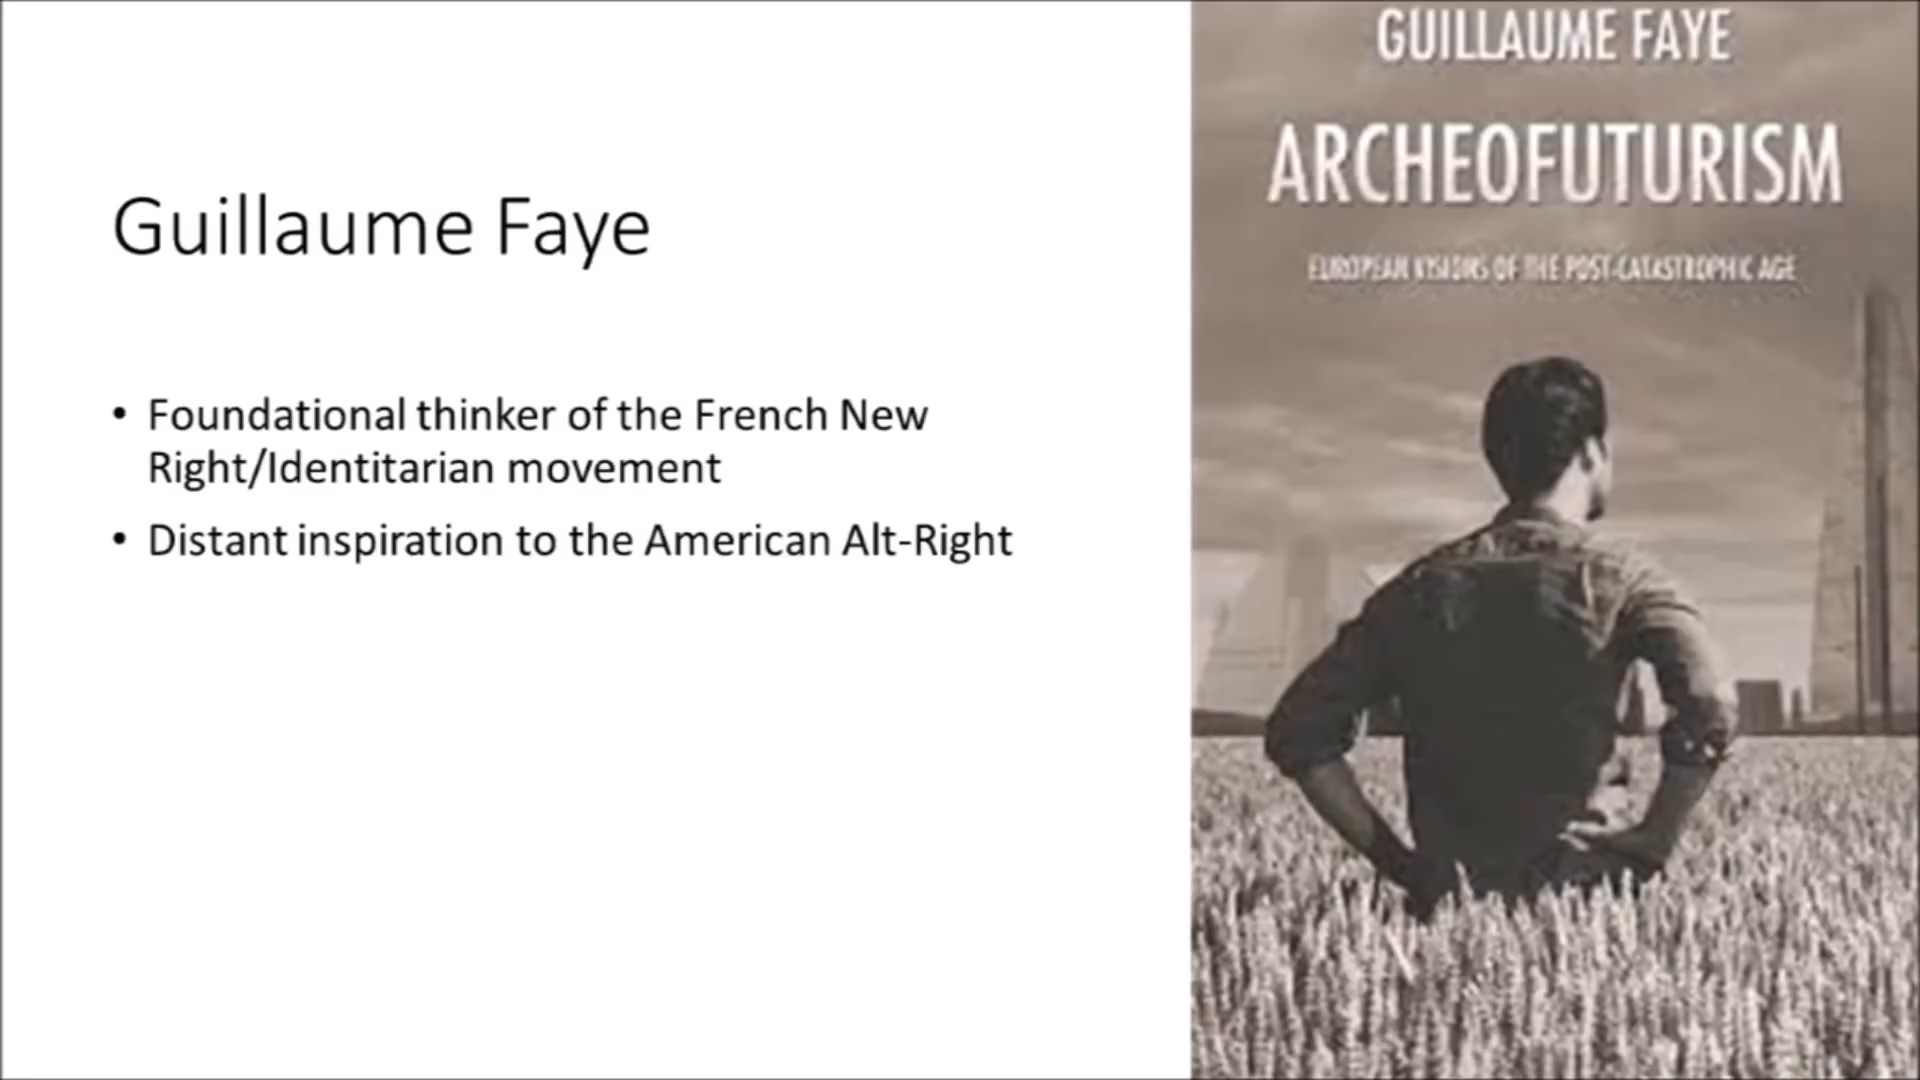 Guillaume Faye
• Foundational thinker of the French New
Right/Identitarian movement
• Distant inspiration to the American Alt-Right
GUILLAUME FAYE
ARCHEOFUTURISM
EUROPEAN VISIONS OF THE POST-CATASTROPHIC AGE